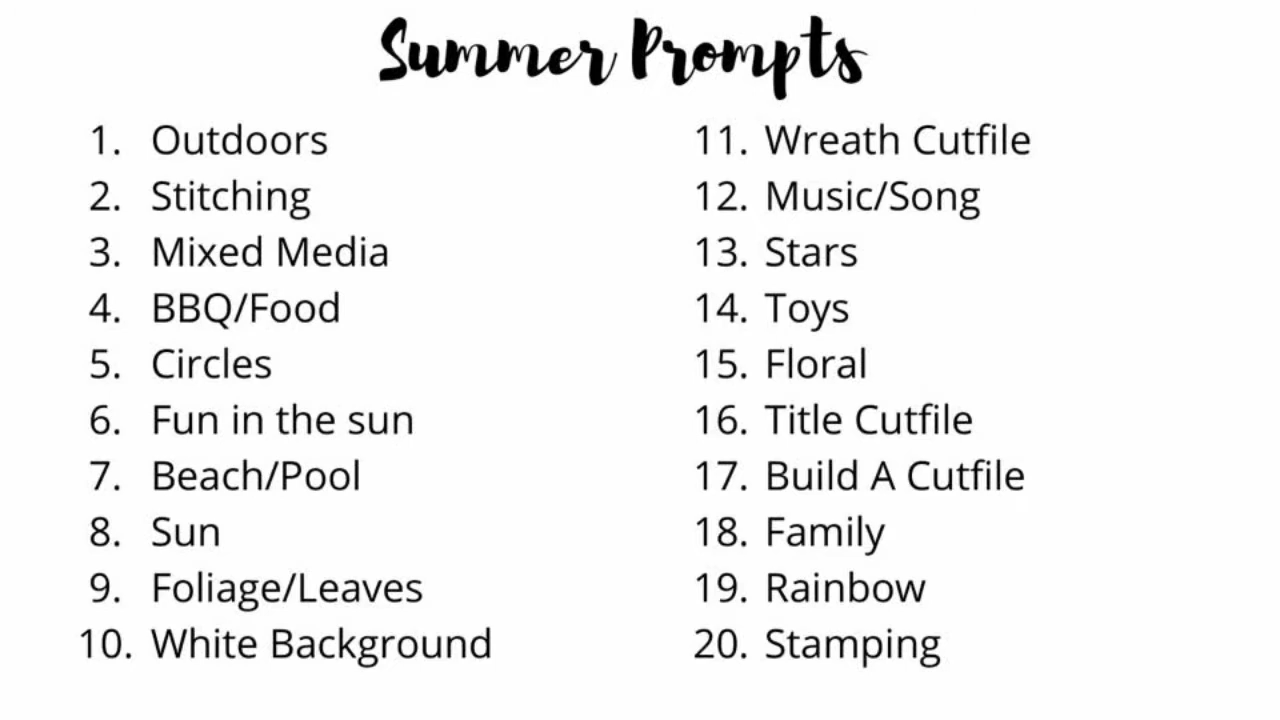 Summer Prompts
1. Outdoors
2. Stitching
3. Mixed Media
4. BBQ/Food
5. Circles
6. Fun in the sun
7. Beach/Pool
8. Sun
9. Foliage/Leaves
10. White Background
11. Wreath Cutfile
12. Music/Song
13. Stars
14. Toys
15. Floral
16. Title Cutfile
17. Build A Cutfile
18. Family
19. Rainbow
20. Stamping